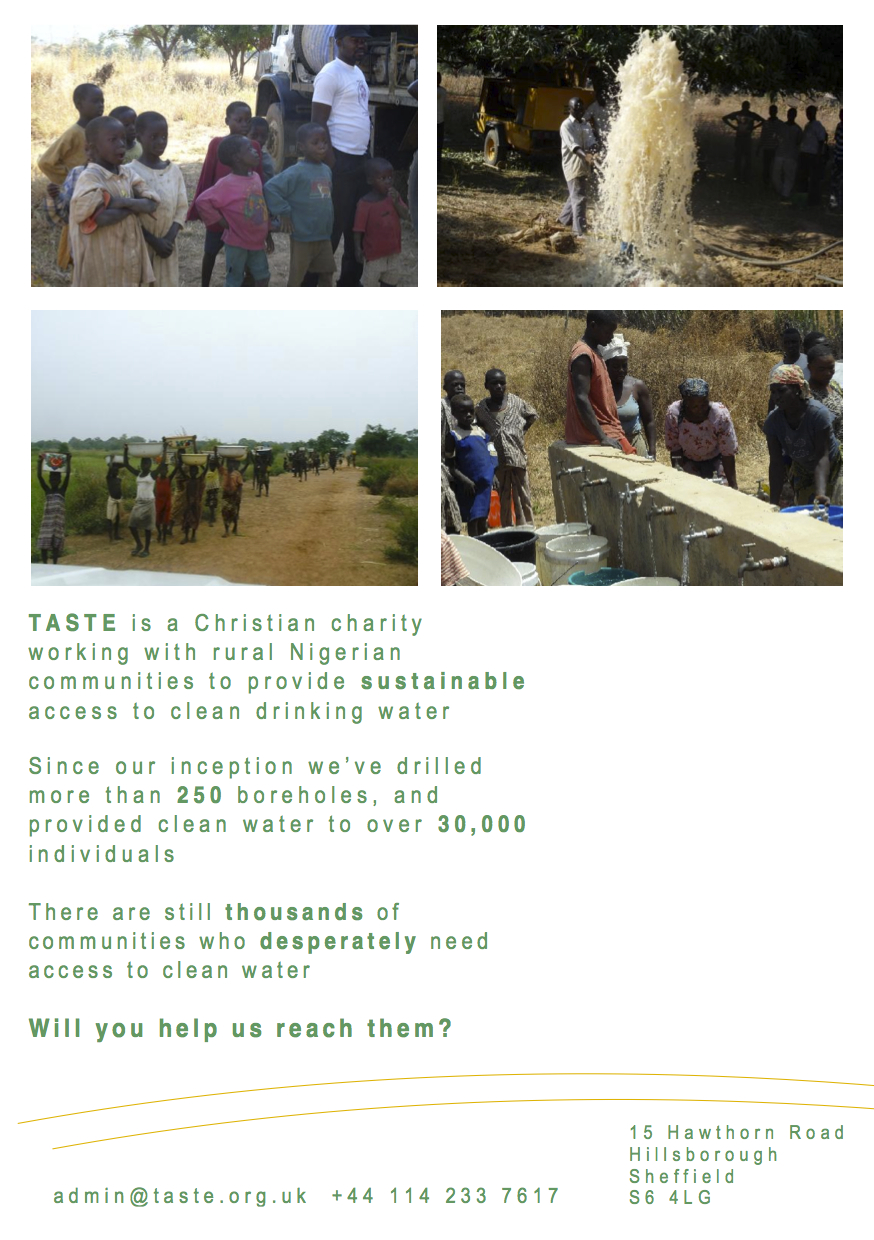 TASTE is a Christian charity
working with rural Nigerian
communities to provide sustainable
access to clean drinking water
Since our inception we’ve drilled
more than 250 boreholes, and
provided clean water to over 30,000
individuals
There are still thousands of
communities who desperately need
access to clean water
Will you help us reach them?
15 Hawthorn Road
Hillsborough
Sheffield
S6 4LG
admin@taste.org.uk +44 114 233 7617